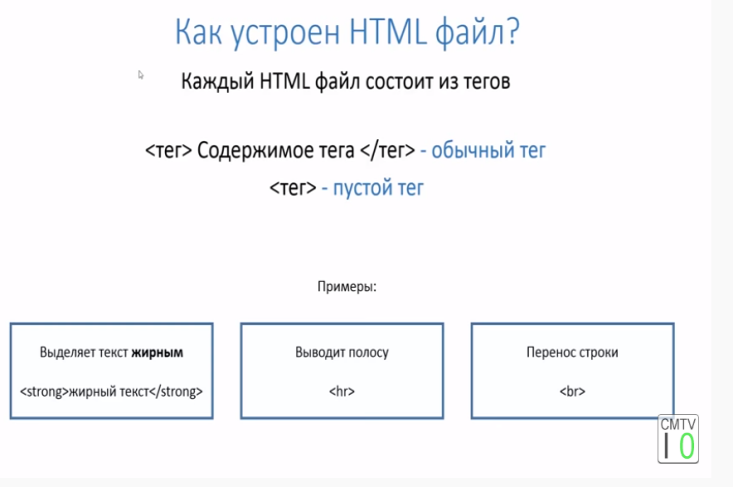 Как устроен HTML файл?
Каждый HTML файл состоит из тегов
<тег> Содержимое тега </тег> - обычный тег
<тег> - пустой тег
Примеры:
Выделяет текст жирным
<strong>жирный текст</strong>
Выводит полосу
<hr>
Перенос строки
<br>
CMTV
10